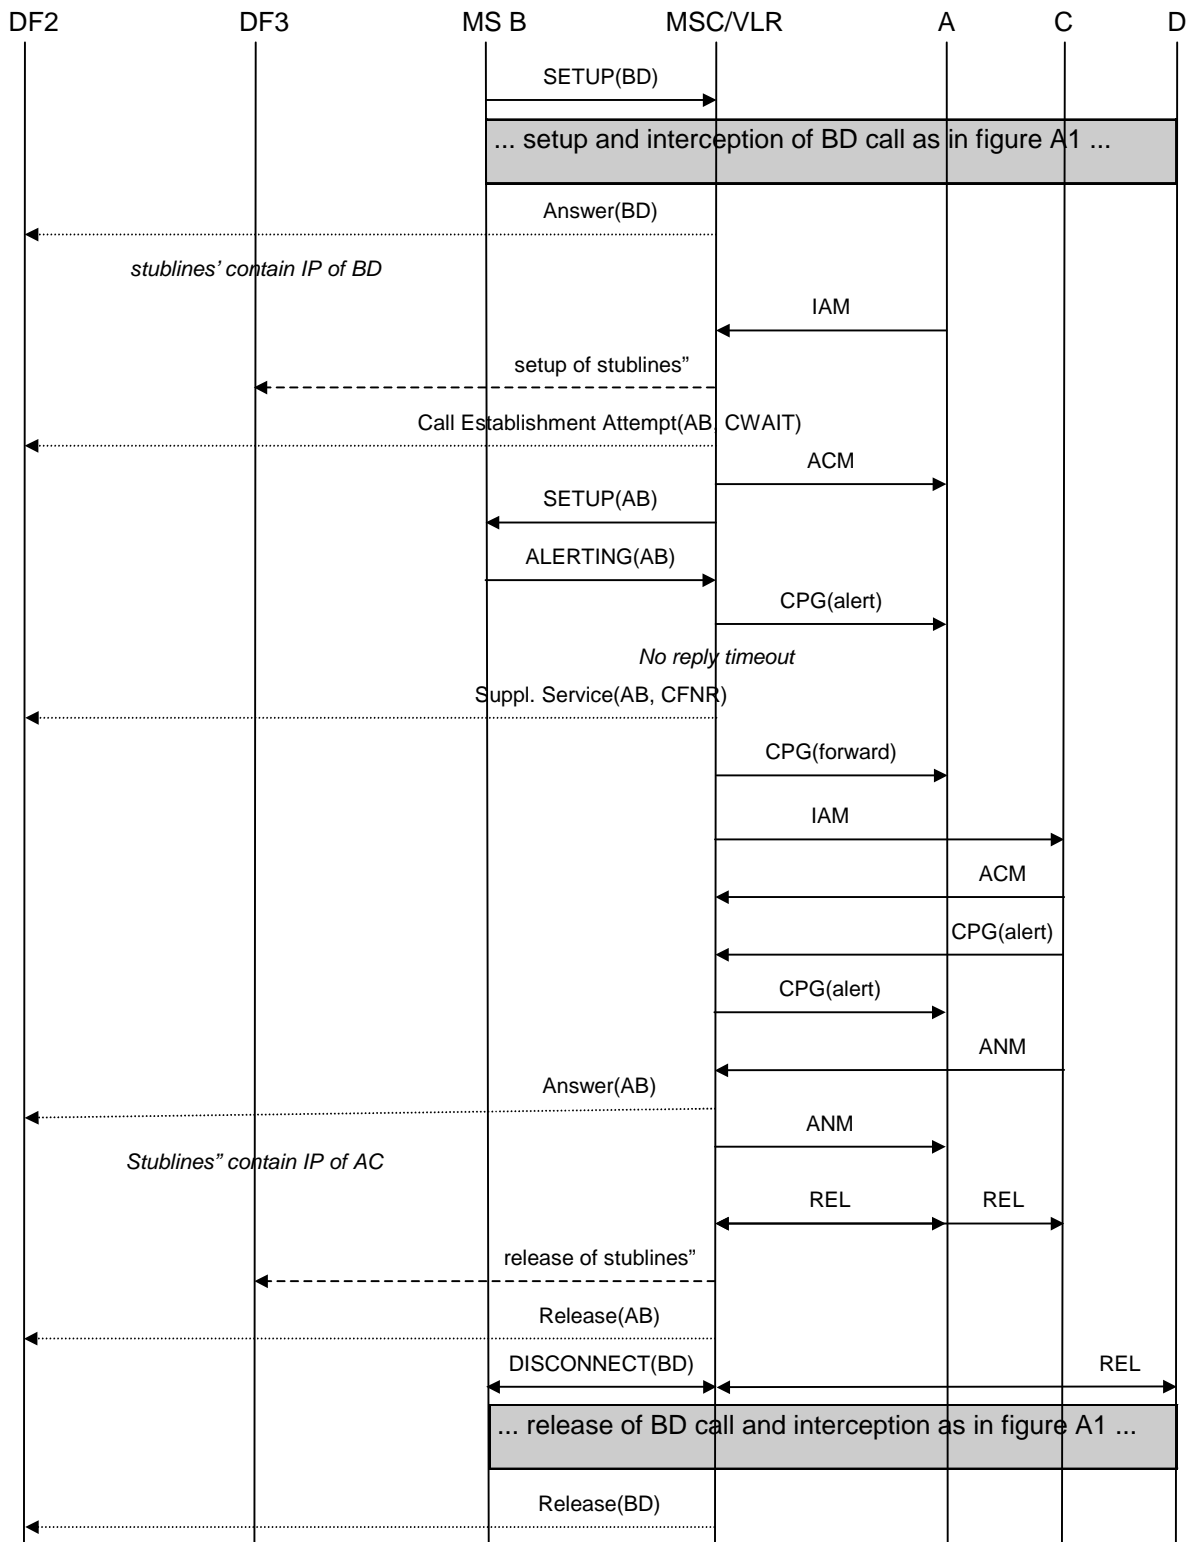 DF2 DF3 MS B MSC/VLR A C D
SETUP(BD)
... setup and interception of BD call as in figure A1 ...
Answer(BD)
stublines’ contain IP of BD
IAM
setup of stublines”
Call Establishment Attempt(AB, CWAIT)
ACM
SETUP(AB)
ALERTING(AB)
CPG(alert)
No reply timeout
Suppl. Service(AB, CFNR)
CPG(forward)
IAM
ACM
CPG(alert)
CPG(alert)
ANM
Answer(AB)
ANM
Stublines” contain IP of AC
REL REL
release of stublines”
Release(AB)
DISCONNECT(BD) REL
... release of BD call and interception as in figure A1 ...
Release(BD)